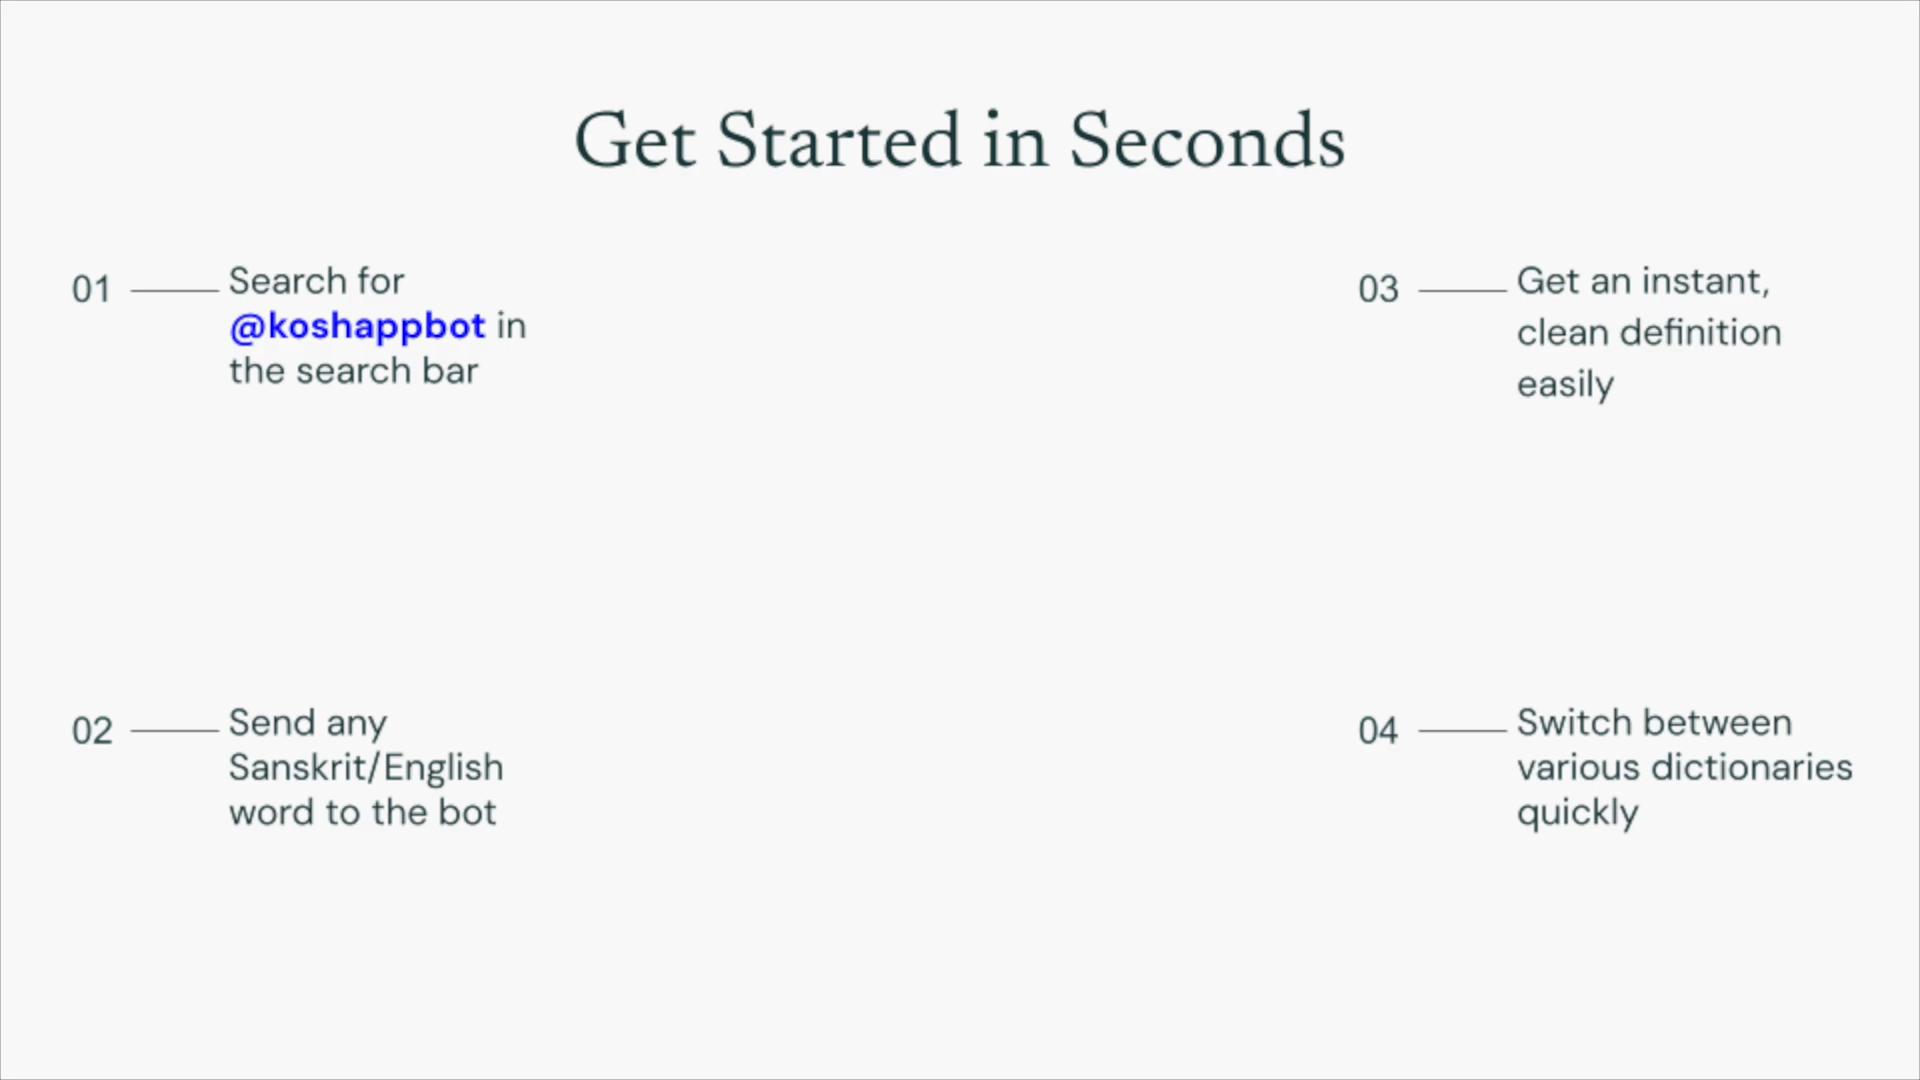 Get Started in Seconds
01
Search for
@koshappbot in
the search bar
02
Send any
Sanskrit/English
word to the bot
03
Get an instant,
clean definition
easily
04
Switch between
various dictionaries
quickly